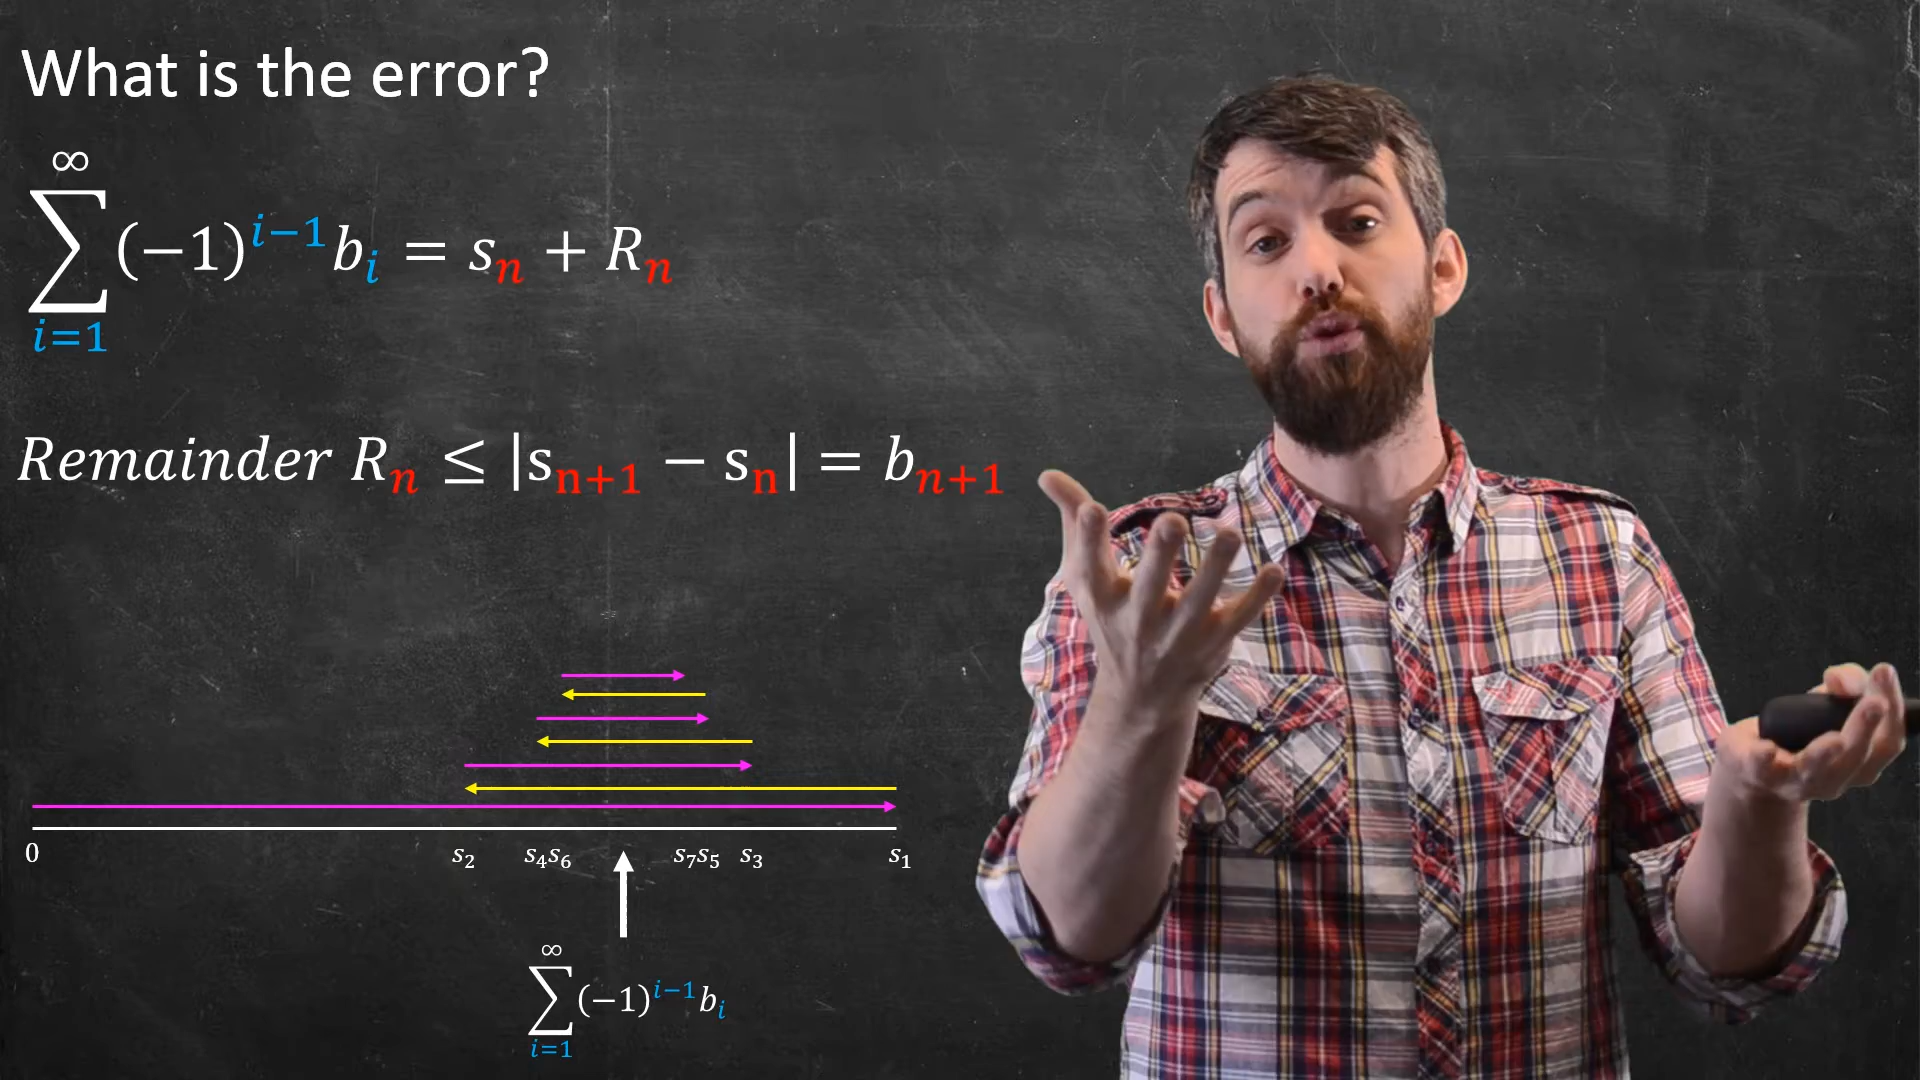 What is the error?
∞
∑(−1)^{i−1}b_i = s_n + R_n
i=1
Remainder R_n ≤ |s_{n+1} − s_n| = b_{n+1}
0 s_2 s_4s_6 s_7s_5 s_3 s_1
∞
∑(−1)^{i−1}b_i
i=1